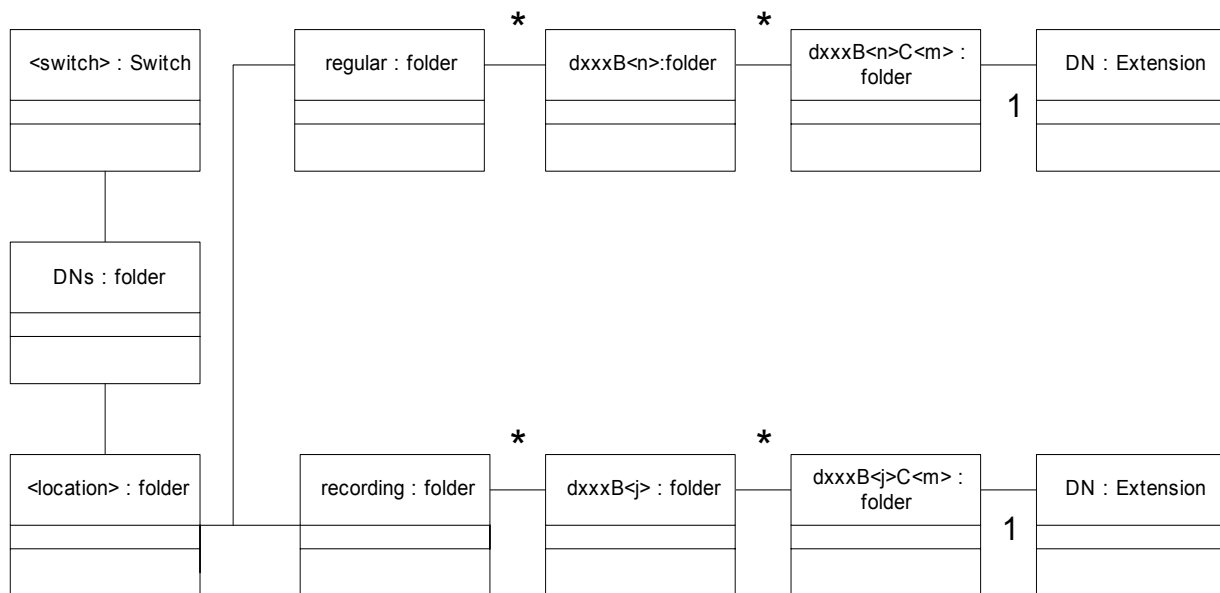 *
*
<switch> : Switch
regular : folder
dxxxB<n>:folder
dxxxB<n>C<m> :
folder
DN : Extension
1
DNs : folder
*
*
<location> : folder
recording : folder
dxxxB<j> : folder
dxxxB<j>C<m> :
folder
DN : Extension
1